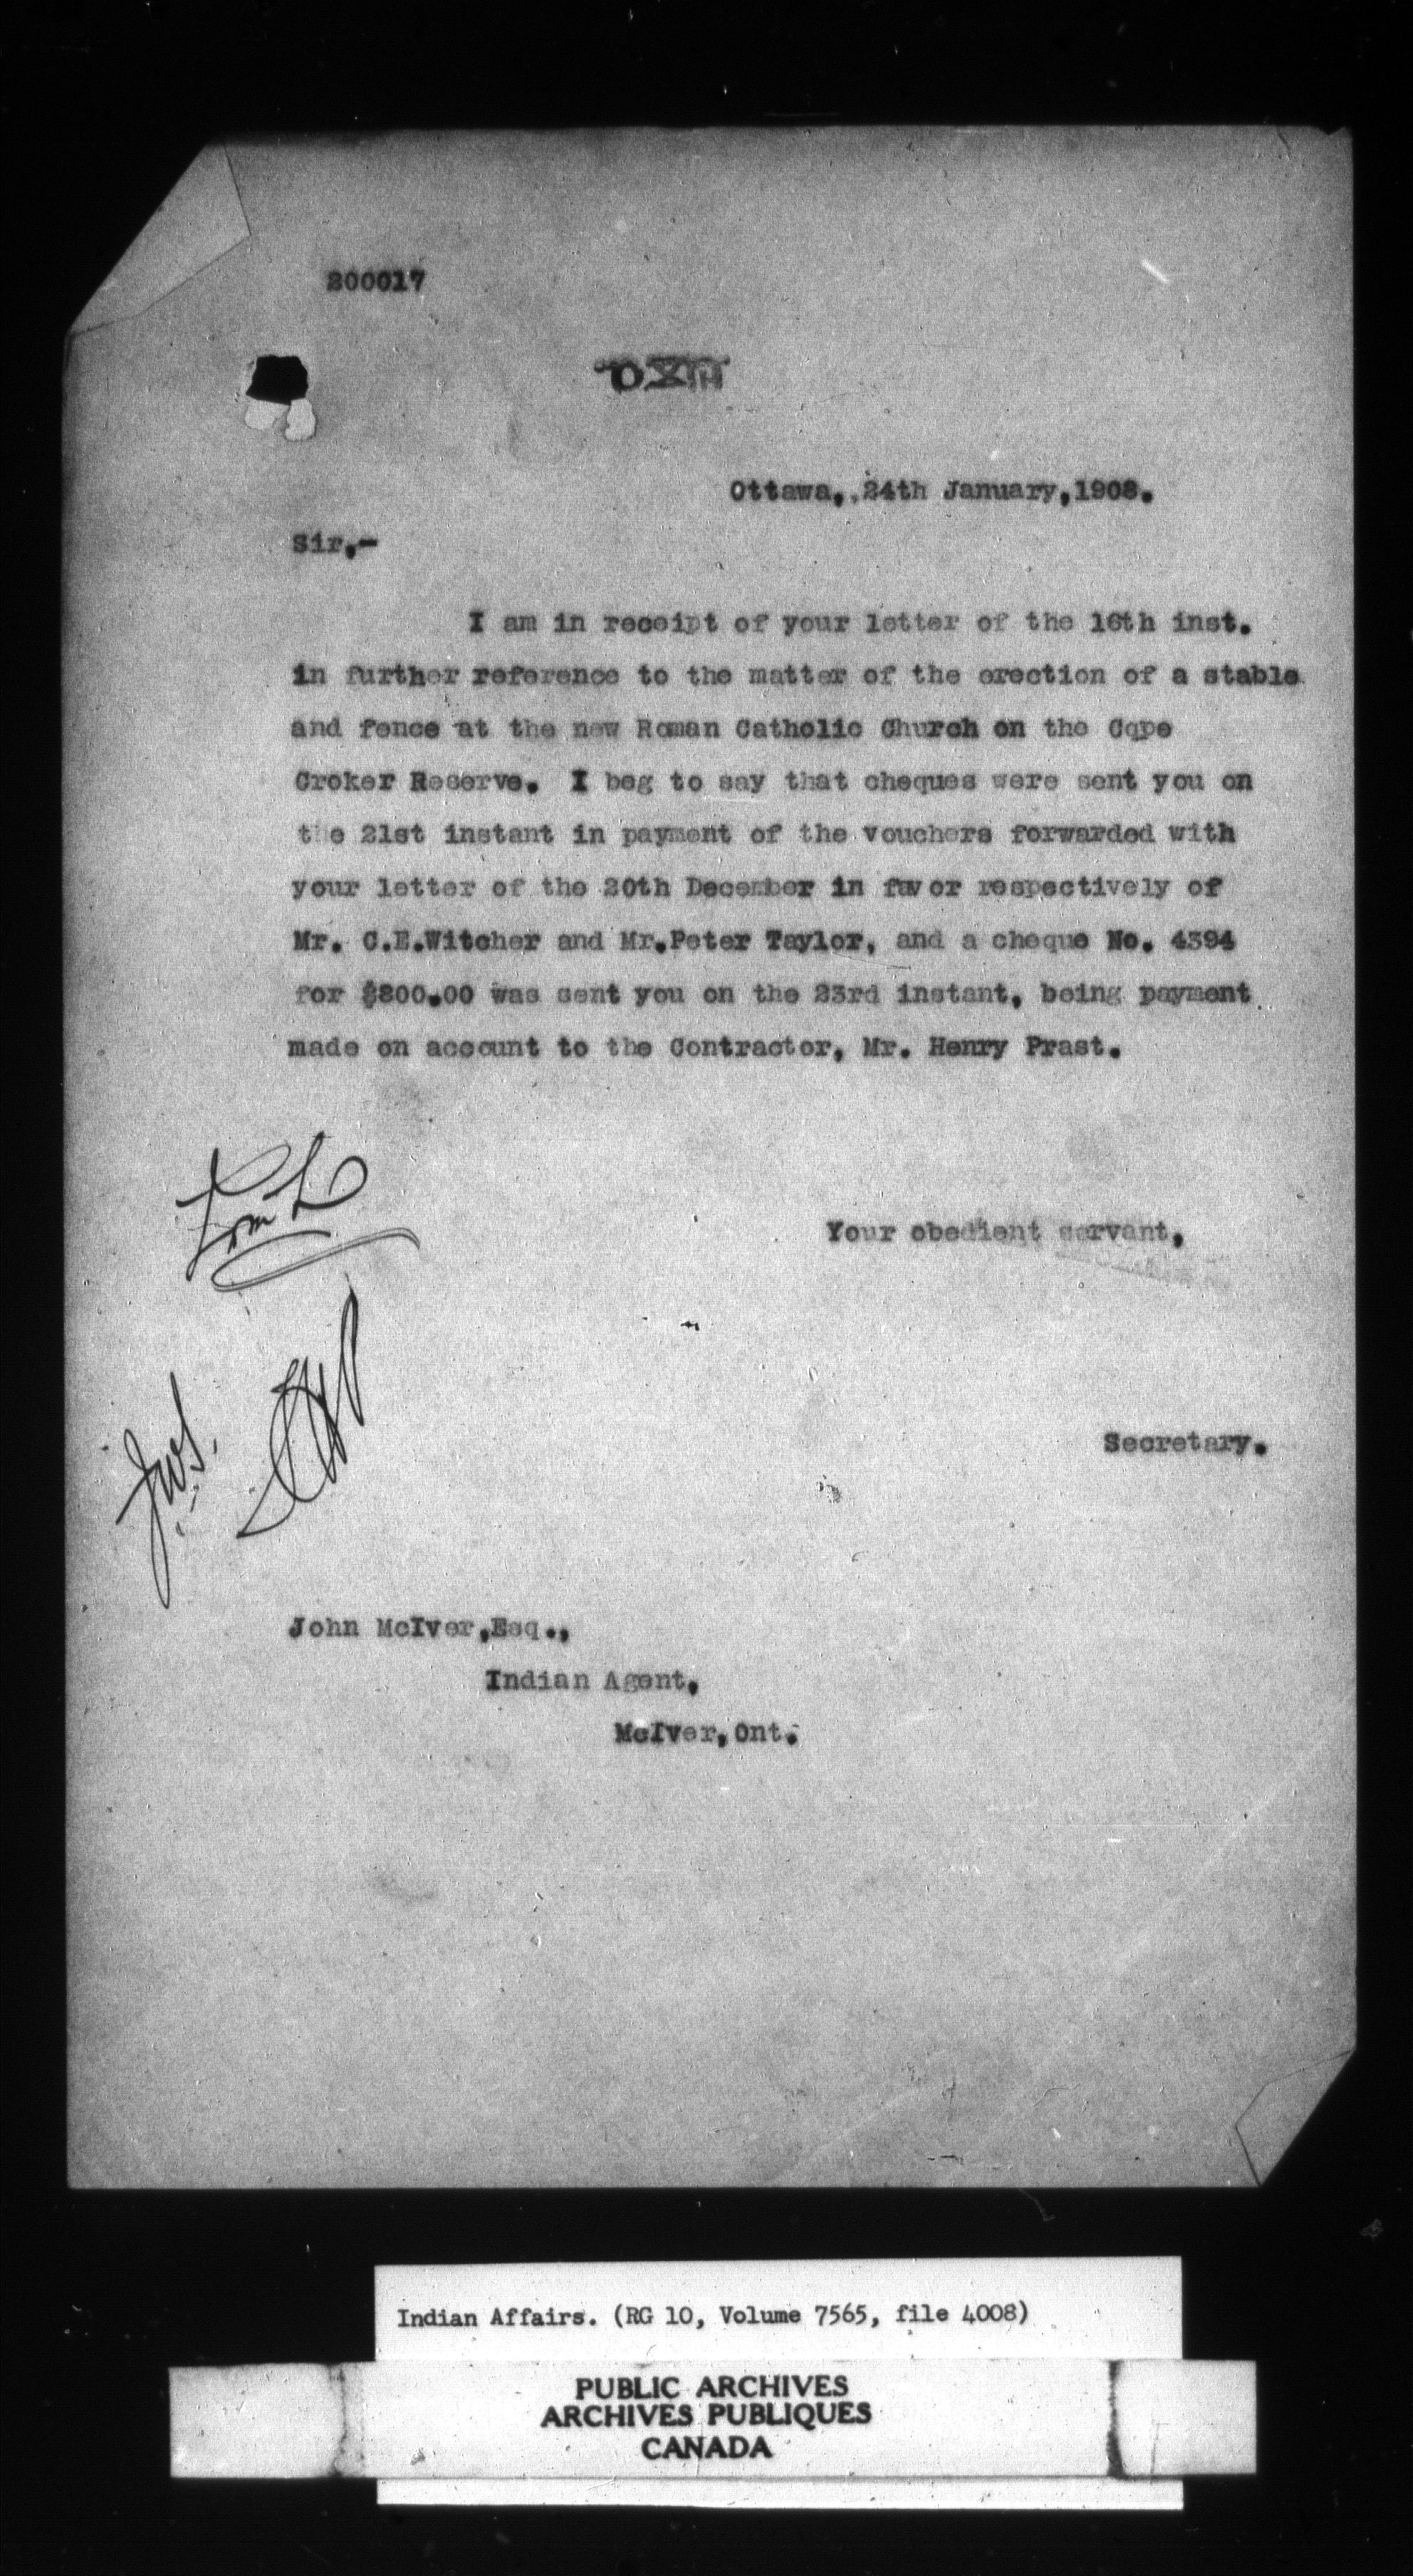 200017
Ottawa, 24th January, 1908.
Sir,-
I am in receipt of your letter of the 16th inst.
in further reference to the matter of the erection of a stable
and fence at the new Roman Catholic Church on the Cqpe
Croker Reserve. I beg to say that cheques were sent you on
the 21st instant in payment of the vouchers forwarded with
your letter of the 20th December in favor respectively of
Mr. C.E.Witcher and Mr.Peter Taylor, and a cheque No. 4394
for $800.00 was sent you on the 23rd instant, being payment
made on account to the Contractor, Mr. Henry Prast.
Your obedient servant,
Secretary.
John McIver,Esq.,
Indian Agent,
McIver,Ont.
Indian Affairs. (RG 10, Volume 7565, file 4008)
PUBLIC ARCHIVES
ARCHIVES PUBLIQUES
CANADA